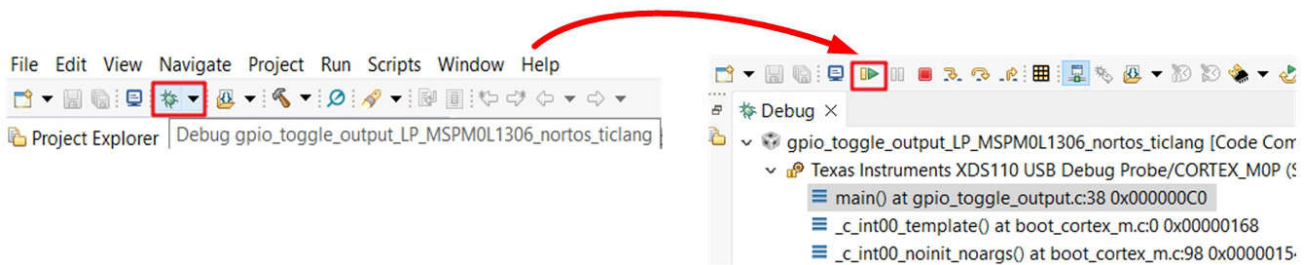 File Edit View Navigate Project Run Scripts Window Help
Project Explorer
Debug gpio_toggle_output_LP_MSPM0L1306_nortos_ticlang
Debug
gpio_toggle_output_LP_MSPM0L1306_nortos_ticlang [Code Com
Texas Instruments XDS110 USB Debug Probe/CORTEX_M0P (S
main() at gpio_toggle_output.c:38 0x000000C0
_c_int00_template() at boot_cortex_m.c:0 0x00000168
_c_int00_noinit_noargs() at boot_cortex_m.c:98 0x0000015